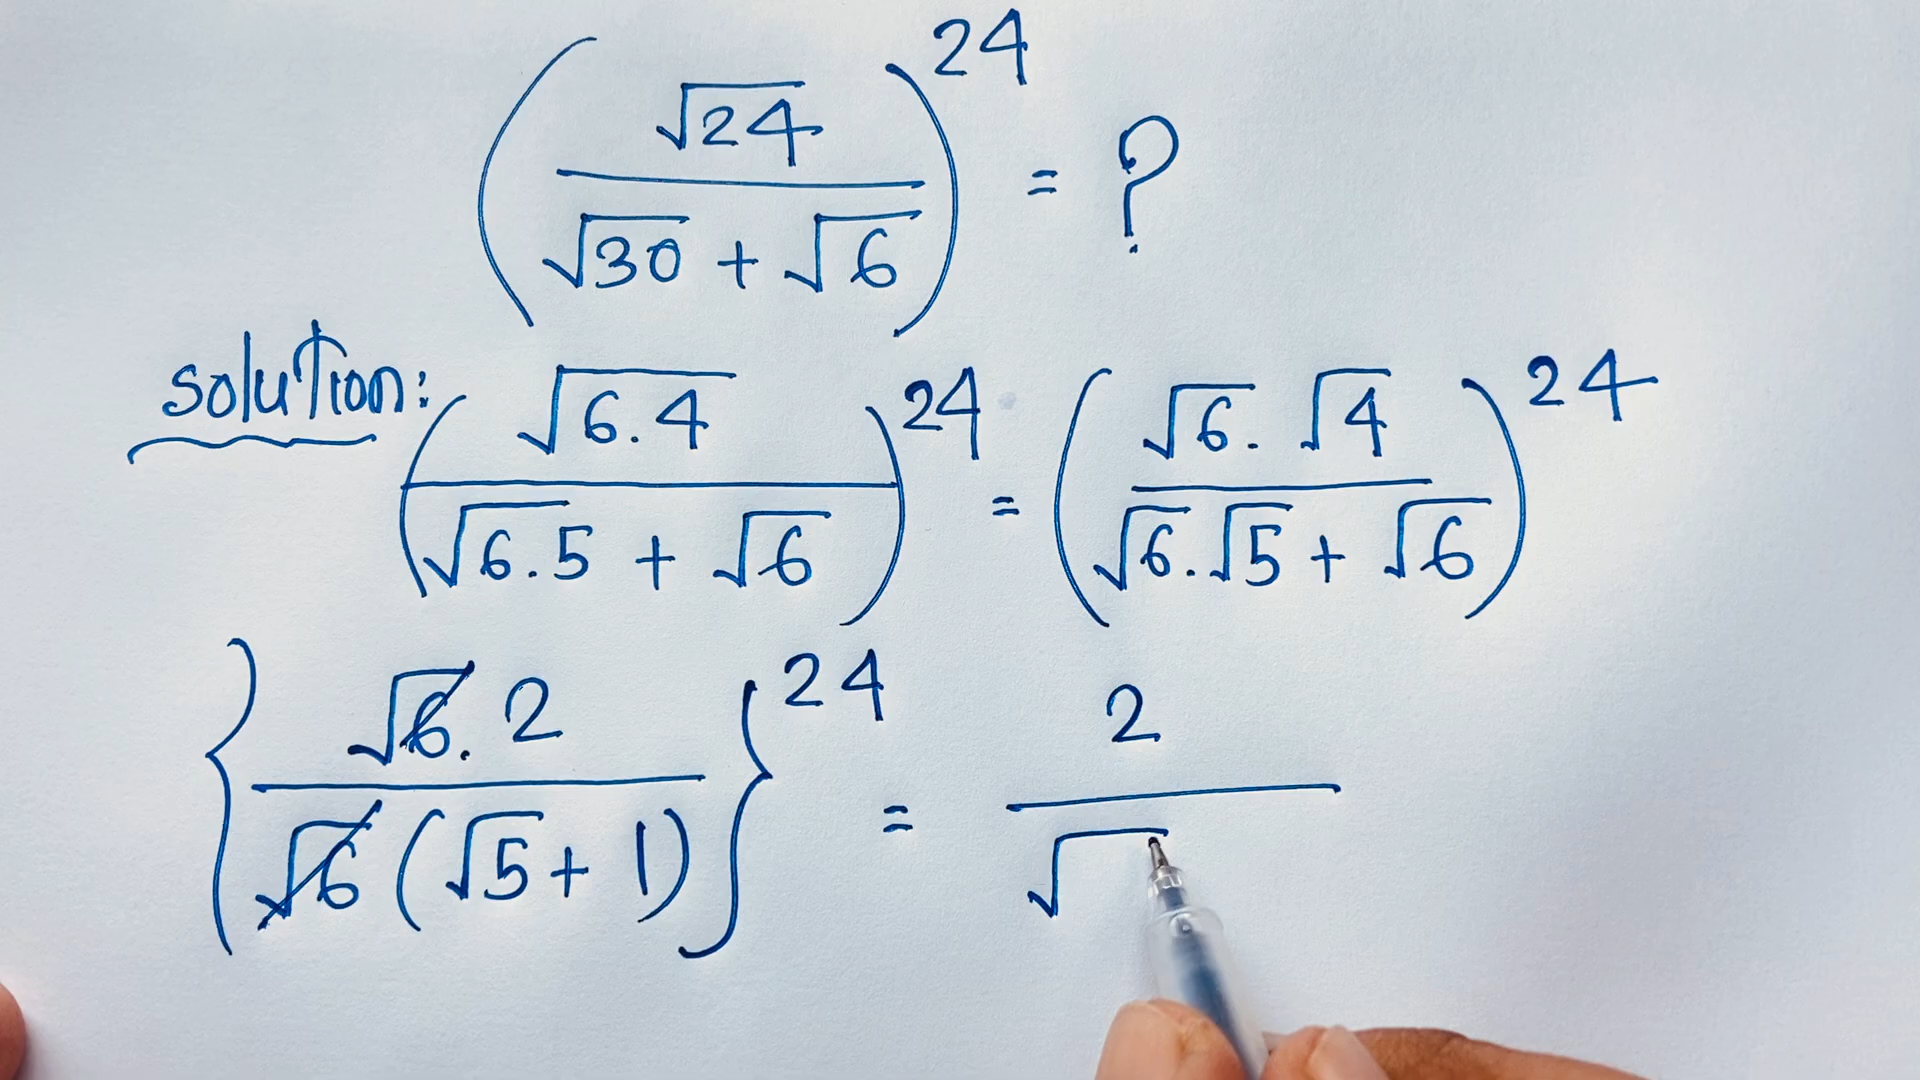 (√24 / (√30 + √6))^24 = ?
solution: (√(6.4) / (√(6.5) + √6))^24 = (√6 . √4 / (√6 . √5 + √6))^24
{√6 . 2 / (√6 (√5 + 1))}^24 = 2 / √